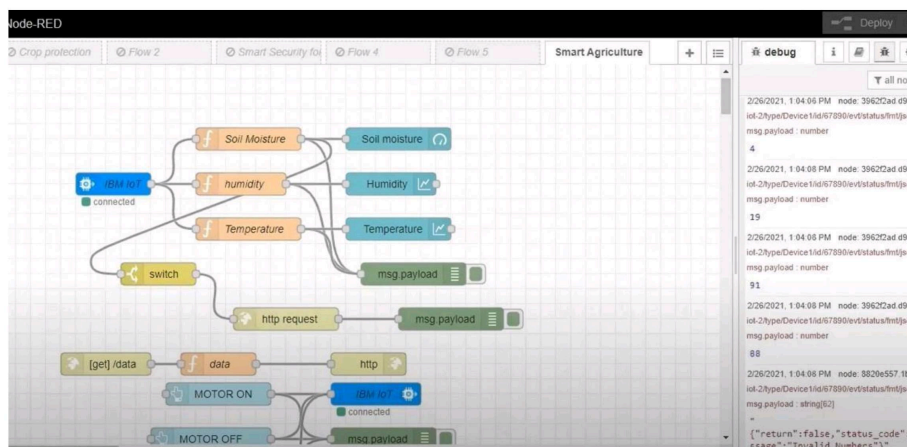 Node-RED
Deploy
Crop protection
Flow 2
Smart Security for
Flow 4
Flow 5
Smart Agriculture
debug
i
all no
Soil Moisture
Soil moisture
IBM IoT
connected
humidity
Humidity
Temperature
Temperature
msg.payload
switch
http request
msg.payload
[get] /data
data
http
MOTOR ON
IBM IoT
connected
MOTOR OFF
msg.payload
2/26/2021, 1:04:06 PM node: 3962f2ad.d9
iot-2/type/Device1/id/67890/evt/status/fmt/js
msg.payload : number
4
2/26/2021, 1:04:08 PM node: 3962f2ad.d9
iot-2/type/Device1/id/67890/evt/status/fmt/js
msg.payload : number
19
2/26/2021, 1:04:08 PM node: 3962f2ad.d9
iot-2/type/Device1/id/67890/evt/status/fmt/js
msg.payload : number
91
2/26/2021, 1:04:08 PM node: 3962f2ad.d9
iot-2/type/Device1/id/67890/evt/status/fmt/js
msg.payload : number
88
2/26/2021, 1:04:08 PM node: 8820e557.1b
iot-2/type/Device1/id/67890/evt/status/fmt/js
msg.payload : string[62]
"
{"return":false,"status_code"
ssage":"Invalid Numbers"}"